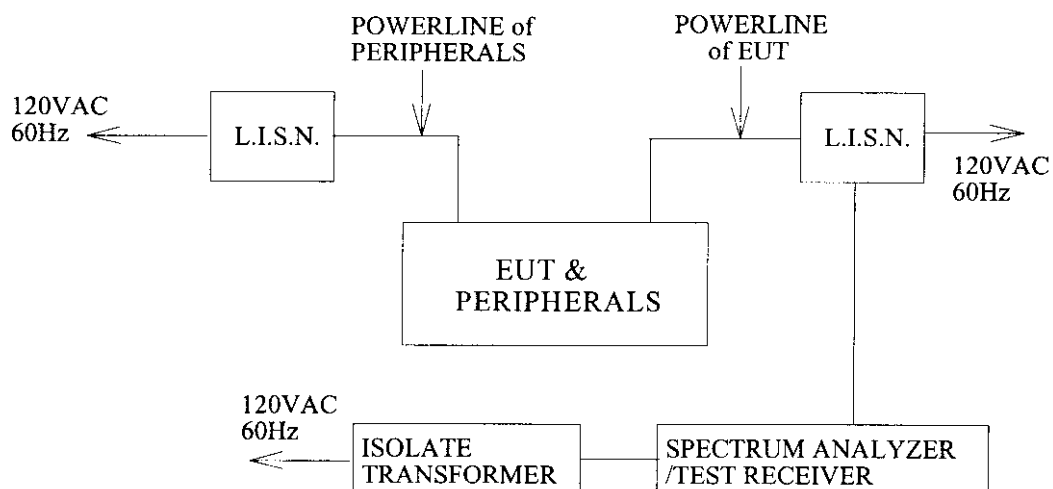 POWERLINE of
PERIPHERALS
POWERLINE
of EUT
120VAC
60Hz
L.I.S.N.
L.I.S.N.
120VAC
60Hz
EUT &
PERIPHERALS
120VAC
60Hz
ISOLATE
TRANSFORMER
SPECTRUM ANALYZER
/TEST RECEIVER